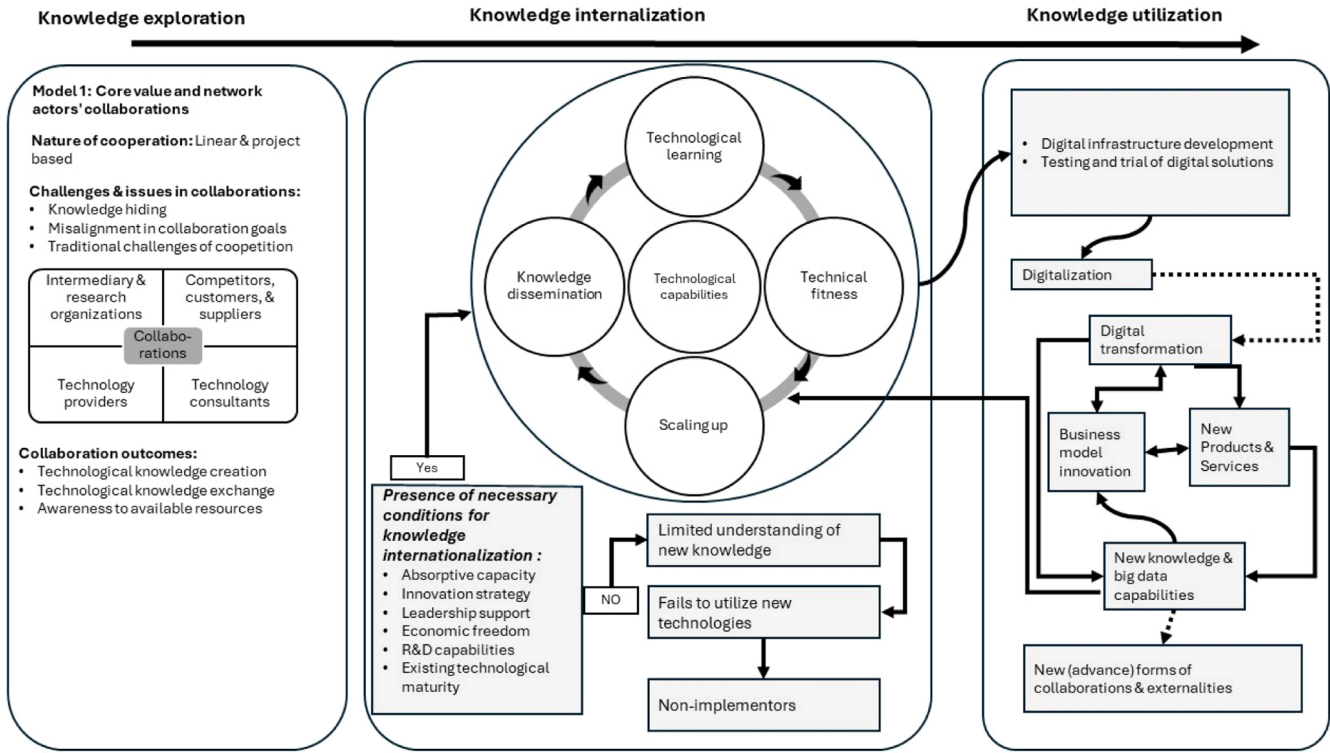 Knowledge exploration
Knowledge internalization
Knowledge utilization
Model 1: Core value and network
actors' collaborations
Nature of cooperation: Linear & project
based
Challenges & issues in collaborations:
• Knowledge hiding
• Misalignment in collaboration goals
• Traditional challenges of coopetition
Intermediary &
research
organizations
Competitors,
customers, &
suppliers
Collabo-
rations
Technology
providers
Technology
consultants
Collaboration outcomes:
• Technological knowledge creation
• Technological knowledge exchange
• Awareness to available resources
Technological
learning
Knowledge
dissemination
Technological
capabilities
Technical
fitness
Scaling up
Yes
Presence of necessary
conditions for
knowledge
internationalization :
• Absorptive capacity
• Innovation strategy
• Leadership support
• Economic freedom
• R&D capabilities
• Existing technological
maturity
NO
Limited understanding of
new knowledge
Fails to utilize new
technologies
Non-implementors
• Digital infrastructure development
• Testing and trial of digital solutions
Digitalization
Digital
transformation
Business
model
innovation
New
Products &
Services
New knowledge &
big data
capabilities
New (advance) forms of
collaborations & externalities